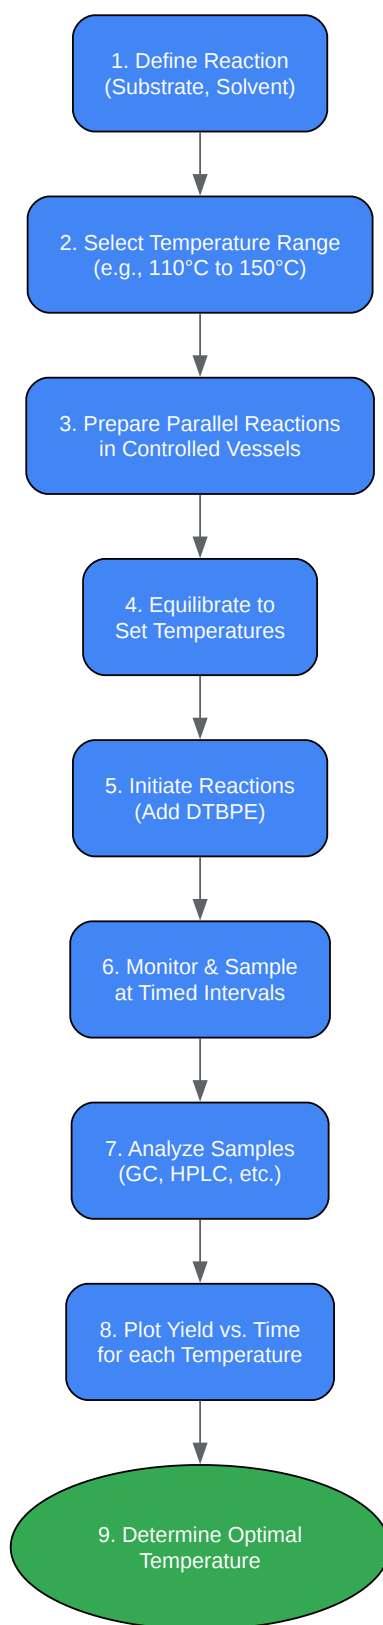 1. Define Reaction
(Substrate, Solvent)
2. Select Temperature Range
(e.g., 110°C to 150°C)
3. Prepare Parallel Reactions
in Controlled Vessels
4. Equilibrate to
Set Temperatures
5. Initiate Reactions
(Add DTBPE)
6. Monitor & Sample
at Timed Intervals
7. Analyze Samples
(GC, HPLC, etc.)
8. Plot Yield vs. Time
for each Temperature
9. Determine Optimal
Temperature